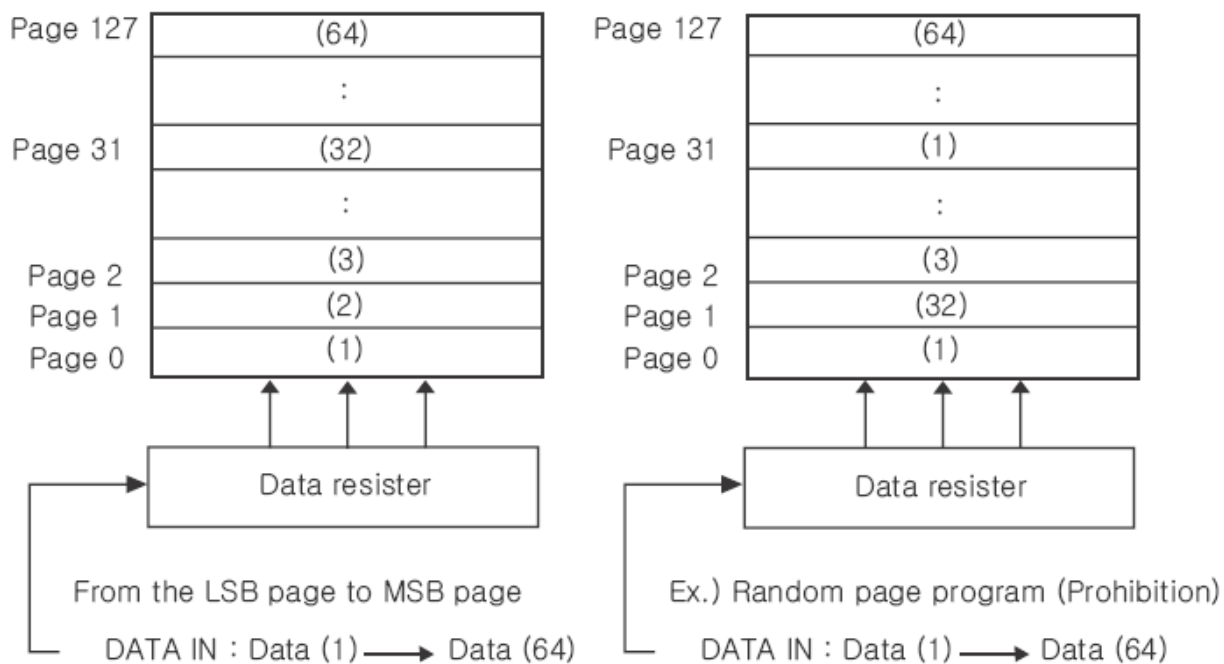 Page 127 (64)
:
Page 31 (32)
:
Page 2 (3)
Page 1 (2)
Page 0 (1)
Data resister
From the LSB page to MSB page
DATA IN : Data (1) → Data (64)
Page 127 (64)
:
Page 31 (1)
:
Page 2 (3)
Page 1 (32)
Page 0 (1)
Data resister
Ex.) Random page program (Prohibition)
DATA IN : Data (1) → Data (64)